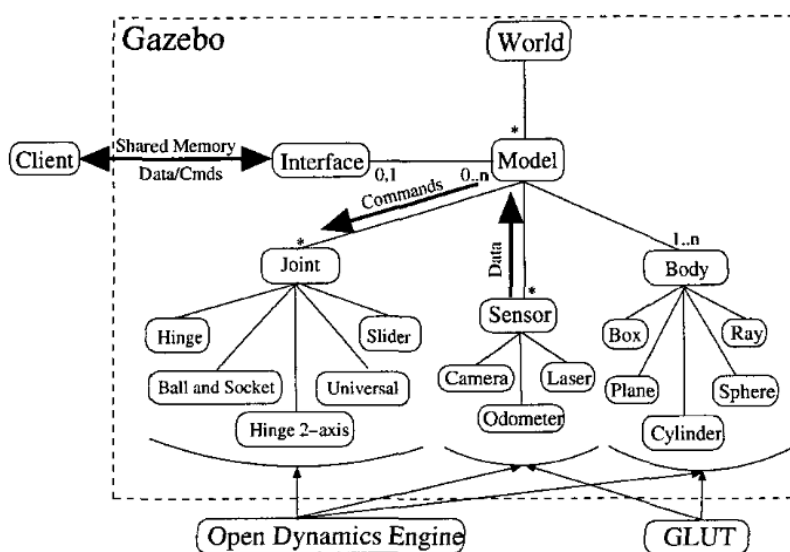 Gazebo
World
*
Shared Memory
Client
Interface
Model
Data/Cmds
0,1
0..n
Commands
*
Data
1..n
Joint
Body
*
Sensor
Hinge
Slider
Box
Ray
Camera
Laser
Ball and Socket
Universal
Plane
Sphere
Odometer
Hinge 2-axis
Cylinder
Open Dynamics Engine
GLUT